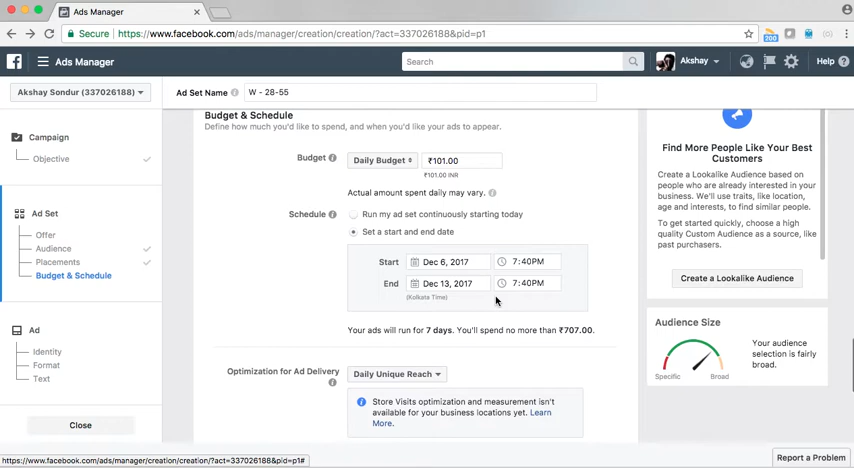 Ads Manager
Secure https://www.facebook.com/ads/manager/creation/creation/?act=337026188&pid=p1
200
Ads Manager
Search
Akshay
Help
Akshay Sondur (337026188)
Ad Set Name
W - 28-55
Campaign
Objective
Ad Set
Offer
Audience
Placements
Budget & Schedule
Ad
Identity
Format
Text
Close
Budget & Schedule
Define how much you'd like to spend, and when you'd like your ads to appear.
Budget
Daily Budget
₹101.00
₹101.00 INR
Actual amount spent daily may vary.
Schedule
Run my ad set continuously starting today
Set a start and end date
Start
Dec 6, 2017
7:40PM
End
Dec 13, 2017
7:40PM
(Kolkata Time)
Your ads will run for 7 days. You'll spend no more than ₹707.00.
Optimization for Ad Delivery
Daily Unique Reach
Store Visits optimization and measurement isn't
available for your business locations yet. Learn
More.
Find More People Like Your Best
Customers
Create a Lookalike Audience based on
people who are already interested in your
business. We'll use traits, like location,
age and interests, to find similar people.
To get started quickly, choose a high
quality Custom Audience as a source, like
past purchasers.
Create a Lookalike Audience
Audience Size
Specific
Broad
Your audience
selection is fairly
broad.
https://www.facebook.com/ads/manager/creation/creation/?act=337026188&pid=p1#
Report a Problem